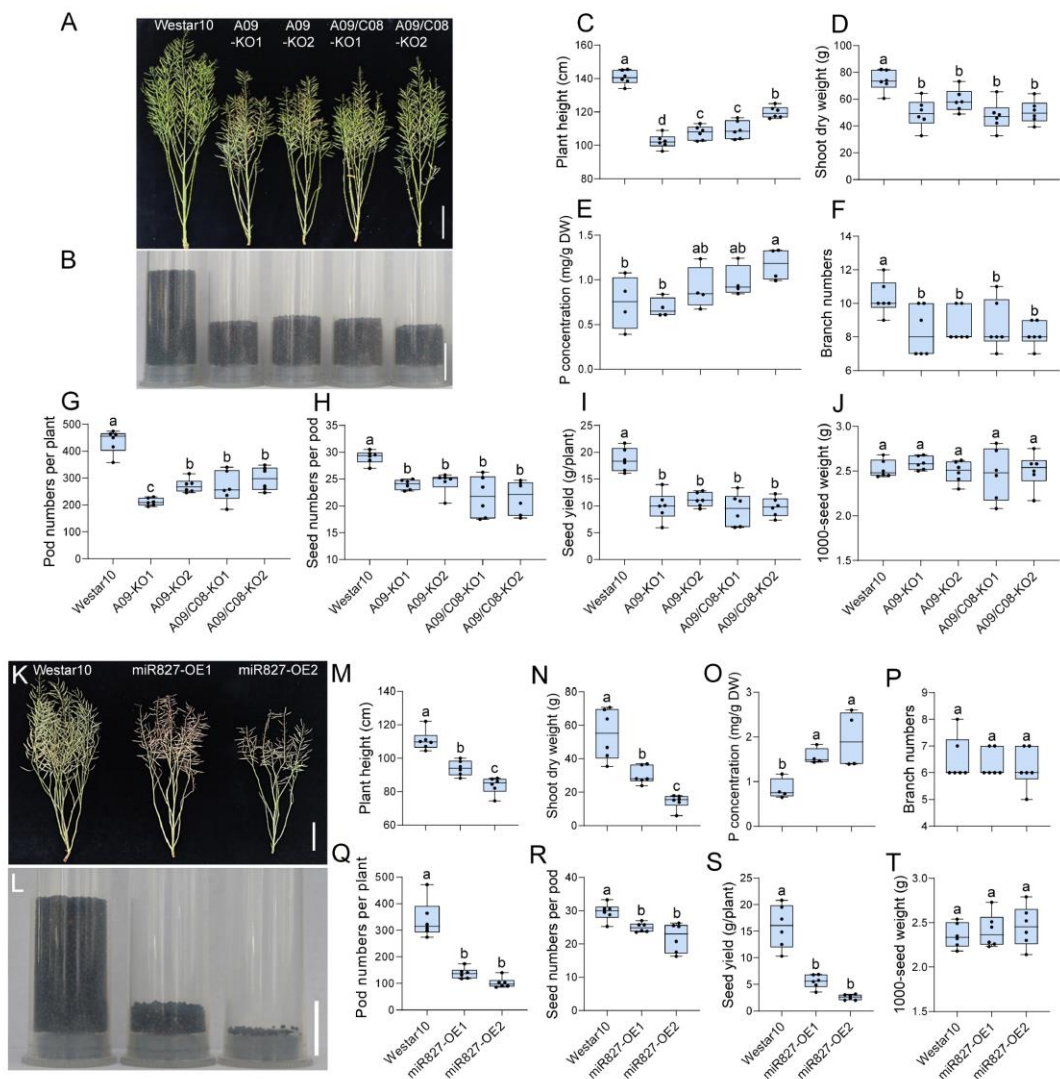 A
Westar10 A09 A09 A09/C08 A09/C08
-KO1 -KO2 -KO1 -KO2
B
C
Plant height (cm)
160
140
120
100
a
d
c
c
b
D
Shoot dry weight (g)
100
80
60
40
20
0
a
b
b
b
b
E
P concentration (mg/g DW)
1.5
1.0
0.5
0.0
b
b
ab
ab
a
F
Branch numbers
14
12
10
8
6
a
b
b
b
b
G
Pod numbers per plant
500
400
300
200
100
0
a
c
b
b
b
Westar10
A09-KO1
A09-KO2
A09/C08-KO1
A09/C08-KO2
H
Seed numbers per pod
35
30
25
20
15
a
b
b
b
b
Westar10
A09-KO1
A09-KO2
A09/C08-KO1
A09/C08-KO2
I
Seed yield (g/plant)
25
20
15
10
5
0
a
b
b
b
b
Westar10
A09-KO1
A09-KO2
A09/C08-KO1
A09/C08-KO2
J
1000-seed weight (g)
3.0
2.5
2.0
1.5
a
a
a
a
a
Westar10
A09-KO1
A09-KO2
A09/C08-KO1
A09/C08-KO2
K
Westar10 miR827-OE1 miR827-OE2
L
M
Plant height (cm)
140
120
100
80
60
a
b
c
N
Shoot dry weight (g)
80
60
40
20
0
a
b
c
O
P concentration (mg/g DW)
3
2
1
0
b
a
a
P
Branch numbers
9
8
7
6
5
4
a
a
a
Q
Pod numbers per plant
500
400
300
200
100
0
a
b
b
Westar10
miR827-OE1
miR827-OE2
R
Seed numbers per pod
40
30
20
10
0
a
b
b
Westar10
miR827-OE1
miR827-OE2
S
Seed yield (g/plant)
25
20
15
10
5
0
a
b
b
Westar10
miR827-OE1
miR827-OE2
T
1000-seed weight (g)
3.0
2.5
2.0
1.5
a
a
a
Westar10
miR827-OE1
miR827-OE2